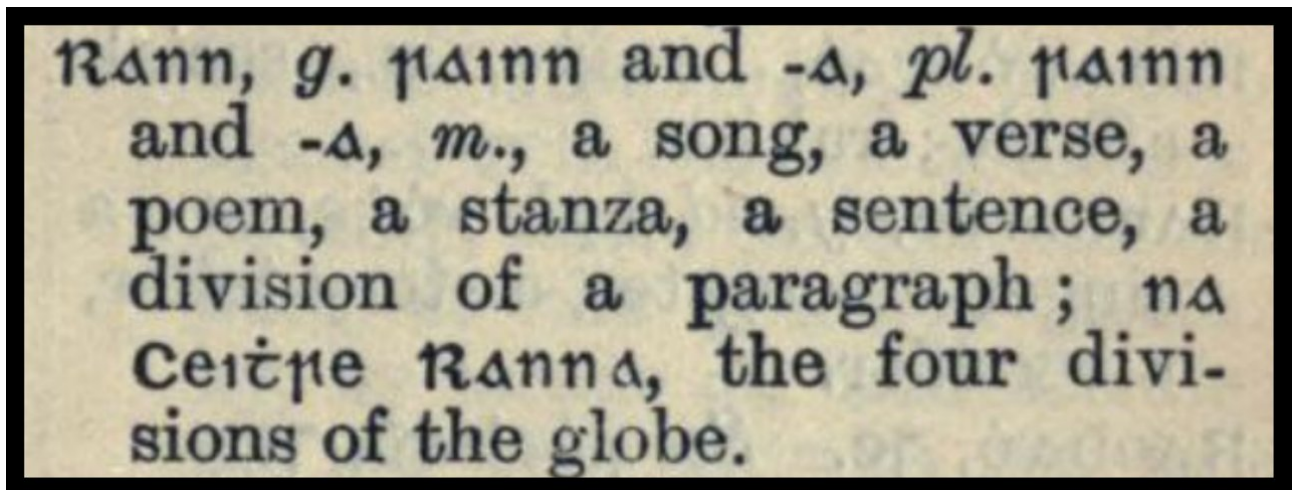 Rann, g. rainn and -a, pl. rainn
and -a, m., a song, a verse, a
poem, a stanza, a sentence, a
division of a paragraph; na
Ceiṫre Ranna, the four divi-
sions of the globe.